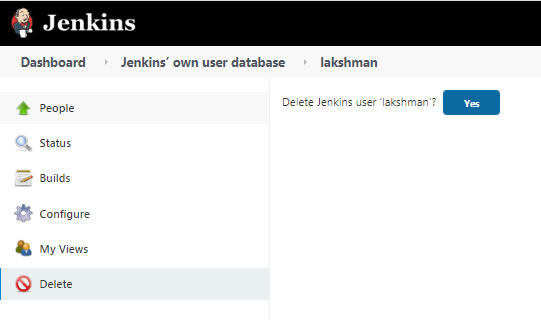 Jenkins
Dashboard
Jenkins’ own user database
lakshman
People
Status
Builds
Configure
My Views
Delete
Delete Jenkins user ‘lakshman’?
Yes